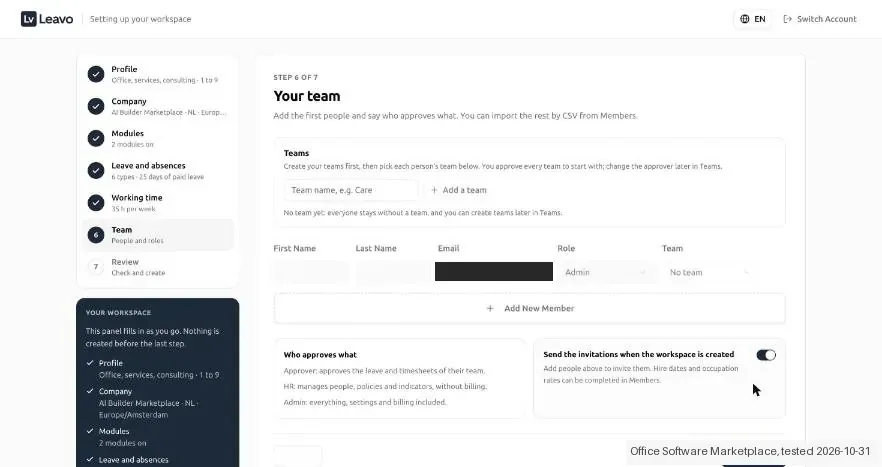 Lv Leavo
Setting up your workspace
EN
Switch Account
Profile
Office, services, consulting · 1 to 9
Company
AI Builder Marketplace · NL · Europ...
Modules
2 modules on
Leave and absences
6 types · 25 days of paid leave
Working time
35 h per week
6
Team
People and roles
7
Review
Check and create
YOUR WORKSPACE
This panel fills in as you go. Nothing is
created before the last step.
Profile
Office, services, consulting · 1 to 9
Company
AI Builder Marketplace · NL ·
Europe/Amsterdam
Modules
2 modules on
Leave and absences
STEP 6 OF 7
Your team
Add the first people and say who approves what. You can import the rest by CSV from Members.
Teams
Create your teams first, then pick each person's team below. You approve every team to start with; change the approver later in Teams.
Team name, e.g. Care
+ Add a team
No team yet: everyone stays without a team, and you can create teams later in Teams.
First Name Last Name Email Role Team
Admin No team
+ Add New Member
Who approves what
Approver: approves the leave and timesheets of their team.
HR: manages people, policies and indicators, without billing.
Admin: everything, settings and billing included.
Send the invitations when the workspace is created
Add people above to invite them. Hire dates and occupation
rates can be completed in Members.
Office Software Marketplace, tested 2026-10-31